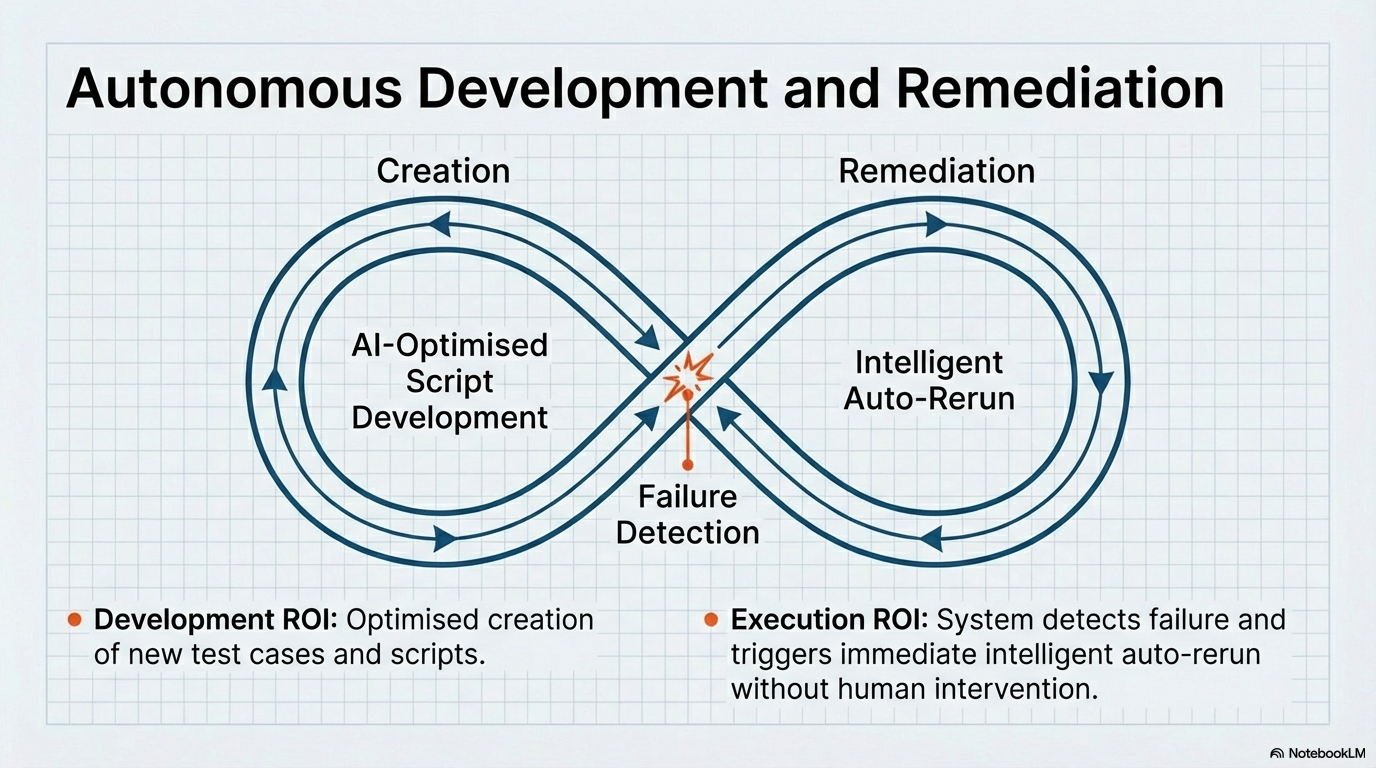 Autonomous Development and Remediation
Creation
Remediation
AI-Optimised
Script
Development
Intelligent
Auto-Rerun
Failure
Detection
Development ROI: Optimised creation
of new test cases and scripts.
Execution ROI: System detects failure and
triggers immediate intelligent auto-rerun
without human intervention.
NotebookLM